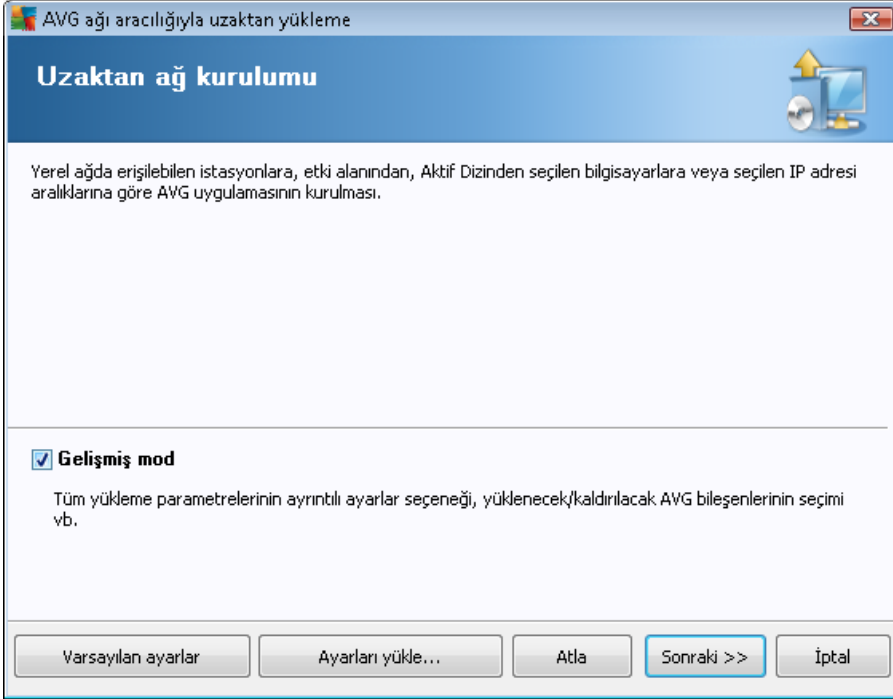 AVG ağı aracılığıyla uzaktan yükleme
Uzaktan ağ kurulumu
Yerel ağda erişilebilen istasyonlara, etki alanından, Aktif Dizinden seçilen bilgisayarlara veya seçilen IP adresi
aralıklarına göre AVG uygulamasının kurulması.
Gelişmiş mod
Tüm yükleme parametrelerinin ayrıntılı ayarlar seçeneği, yüklenecek/kaldırılacak AVG bileşenlerinin seçimi
vb.
Varsayılan ayarlar Ayarları yükle... Atla Sonraki >> İptal